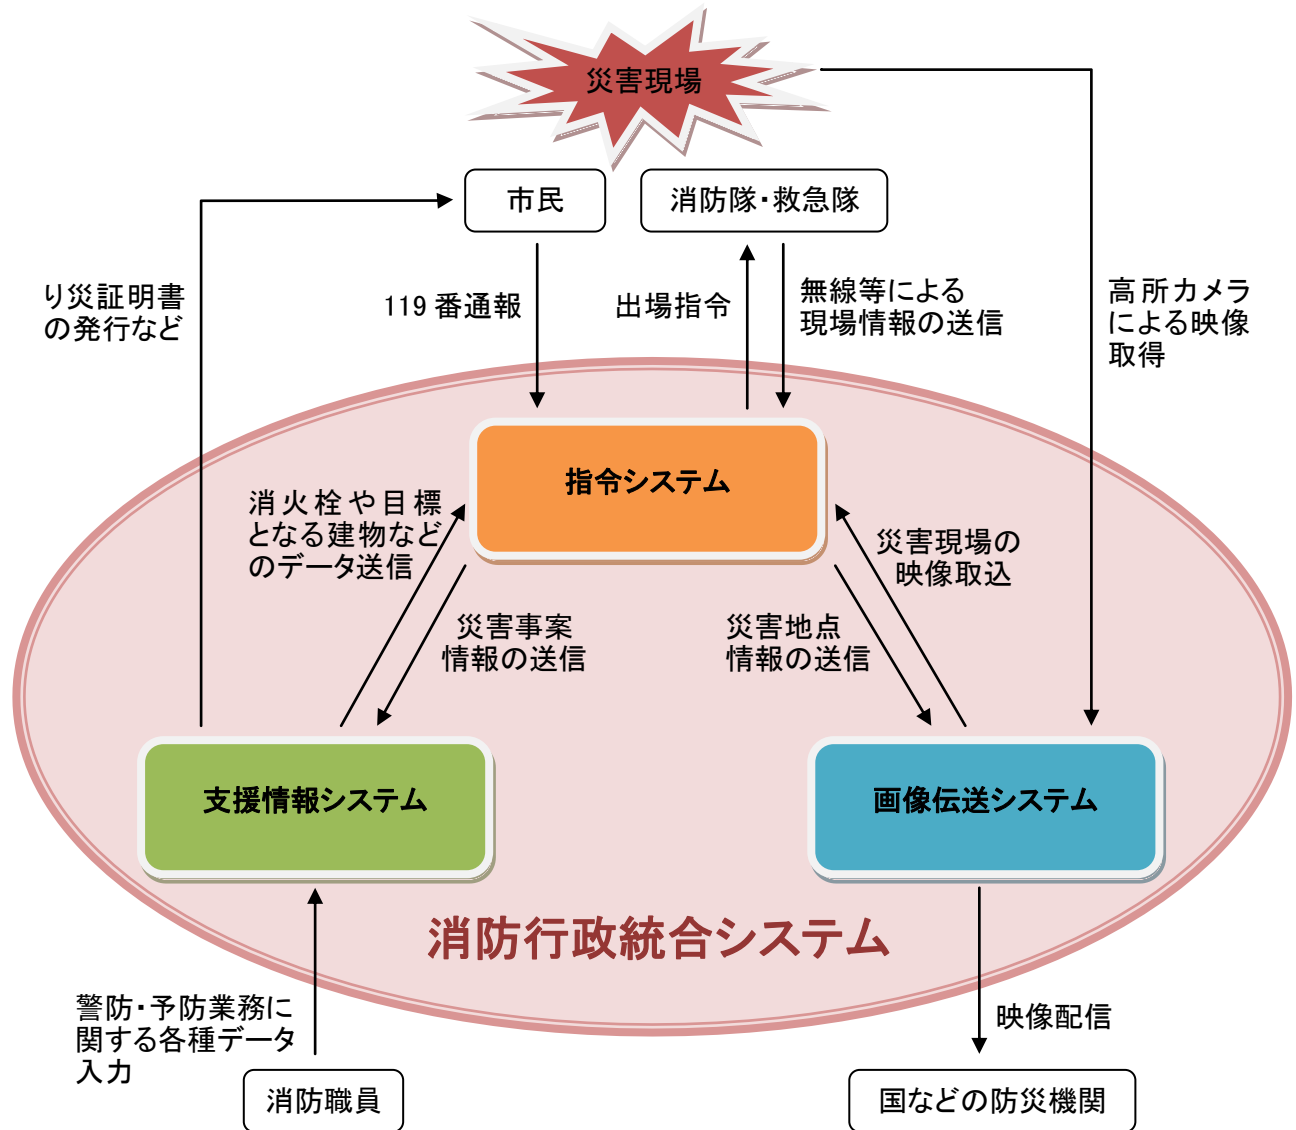 災害現場
市民
消防隊・救急隊
り災証明書
の発行など
119 番通報
出場指令
無線等による
現場情報の送信
高所カメラ
による映像
取得
指令システム
消火栓や目標
となる建物など
のデータ送信
災害現場の
映像取込
災害事案
情報の送信
災害地点
情報の送信
支援情報システム
画像伝送システム
消防行政統合システム
警防・予防業務に
関する各種データ
入力
映像配信
消防職員
国などの防災機関